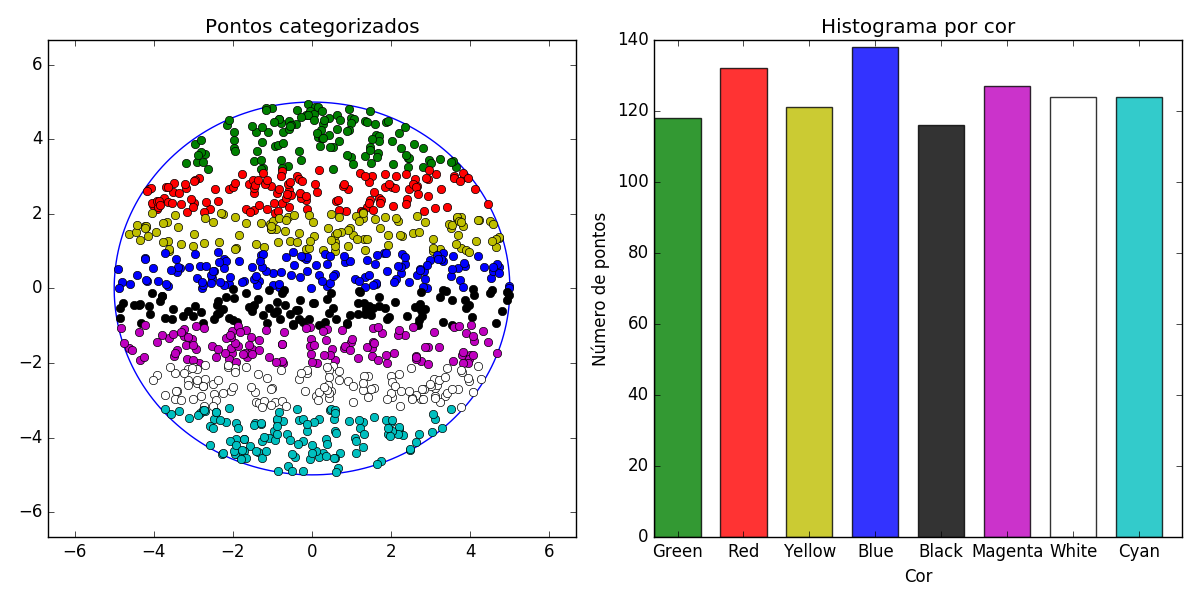 Pontos categorizados
6
4
2
0
−2
−4
−6
−6 −4 −2 0 2 4 6
Histograma por cor
Número de pontos
140
120
100
80
60
40
20
0
Green Red Yellow Blue Black Magenta White Cyan
Cor